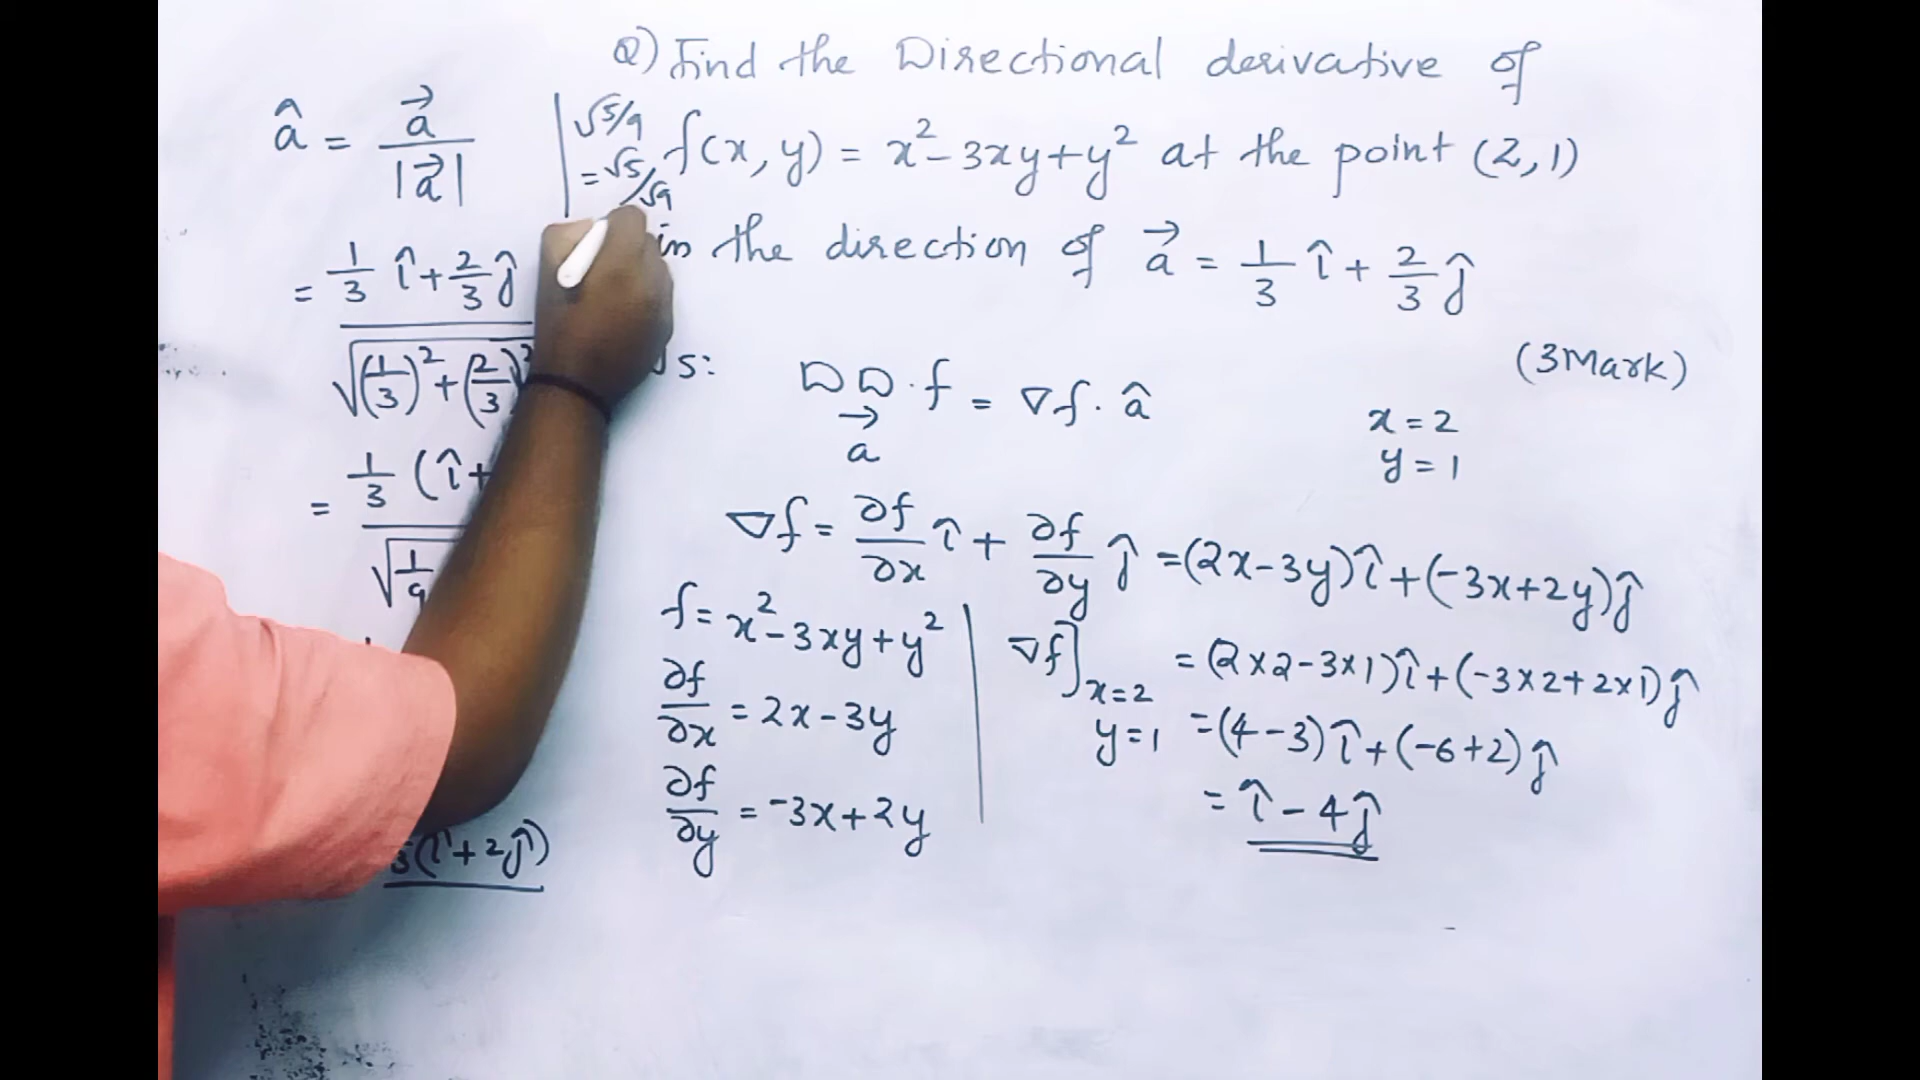 Q) Find the Directional derivative of
f(x, y) = x² - 3xy + y² at the point (2, 1)
in the direction of a⃗ = 1/3 î + 2/3 ĵ
(3Mark)
â = a⃗ / |a⃗|
= 1/3 î + 2/3 ĵ
√(1/3)² + (2/3)²
= 1/3 (î +
√1/9
(î + 2ĵ)
√5/9
= √5/√9
s:
DD.f = ∇f . â
a⃗
x = 2
y = 1
∇f = ∂f/∂x î + ∂f/∂y ĵ = (2x - 3y)î + (-3x + 2y)ĵ
f = x² - 3xy + y²
∂f/∂x = 2x - 3y
∂f/∂y = -3x + 2y
∇f]x=2 y=1 = (2×2 - 3×1)î + (-3×2 + 2×1)ĵ
= (4 - 3)î + (-6 + 2)ĵ
= î - 4ĵ